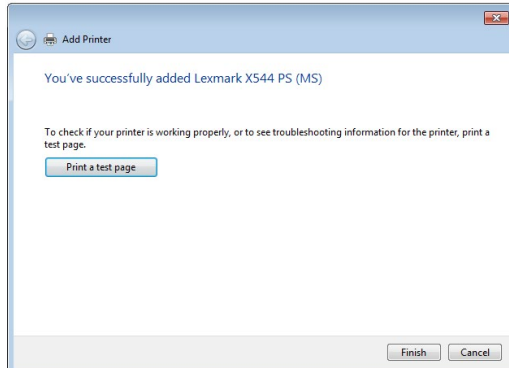 Add Printer
You've successfully added Lexmark X544 PS (MS)
To check if your printer is working properly, or to see troubleshooting information for the printer, print a
test page.
Print a test page
Finish
Cancel